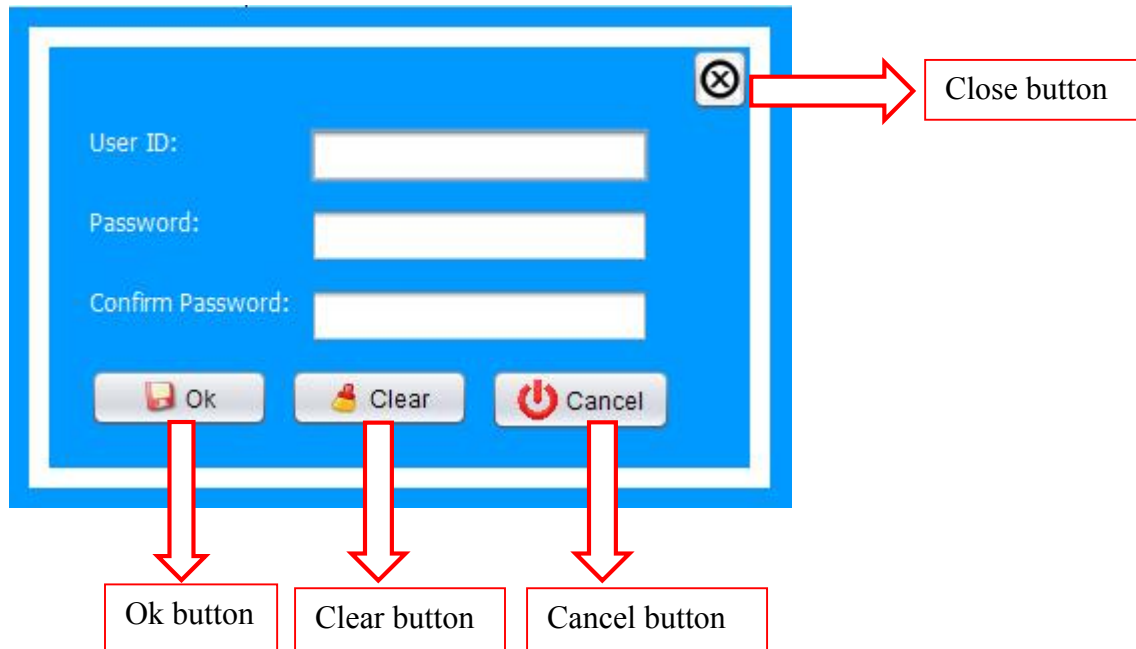 Close button
User ID:
Password:
Confirm Password:
Ok
Clear
Cancel
Ok button
Clear button
Cancel button